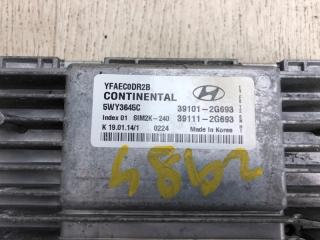 YFAEC0DR2B
CONTINENTAL
5WY3645C
39101-2G693
Index 01 SIM2K-240
39111-2G693
K 19.01.14/1 0224 Made In Korea
2484